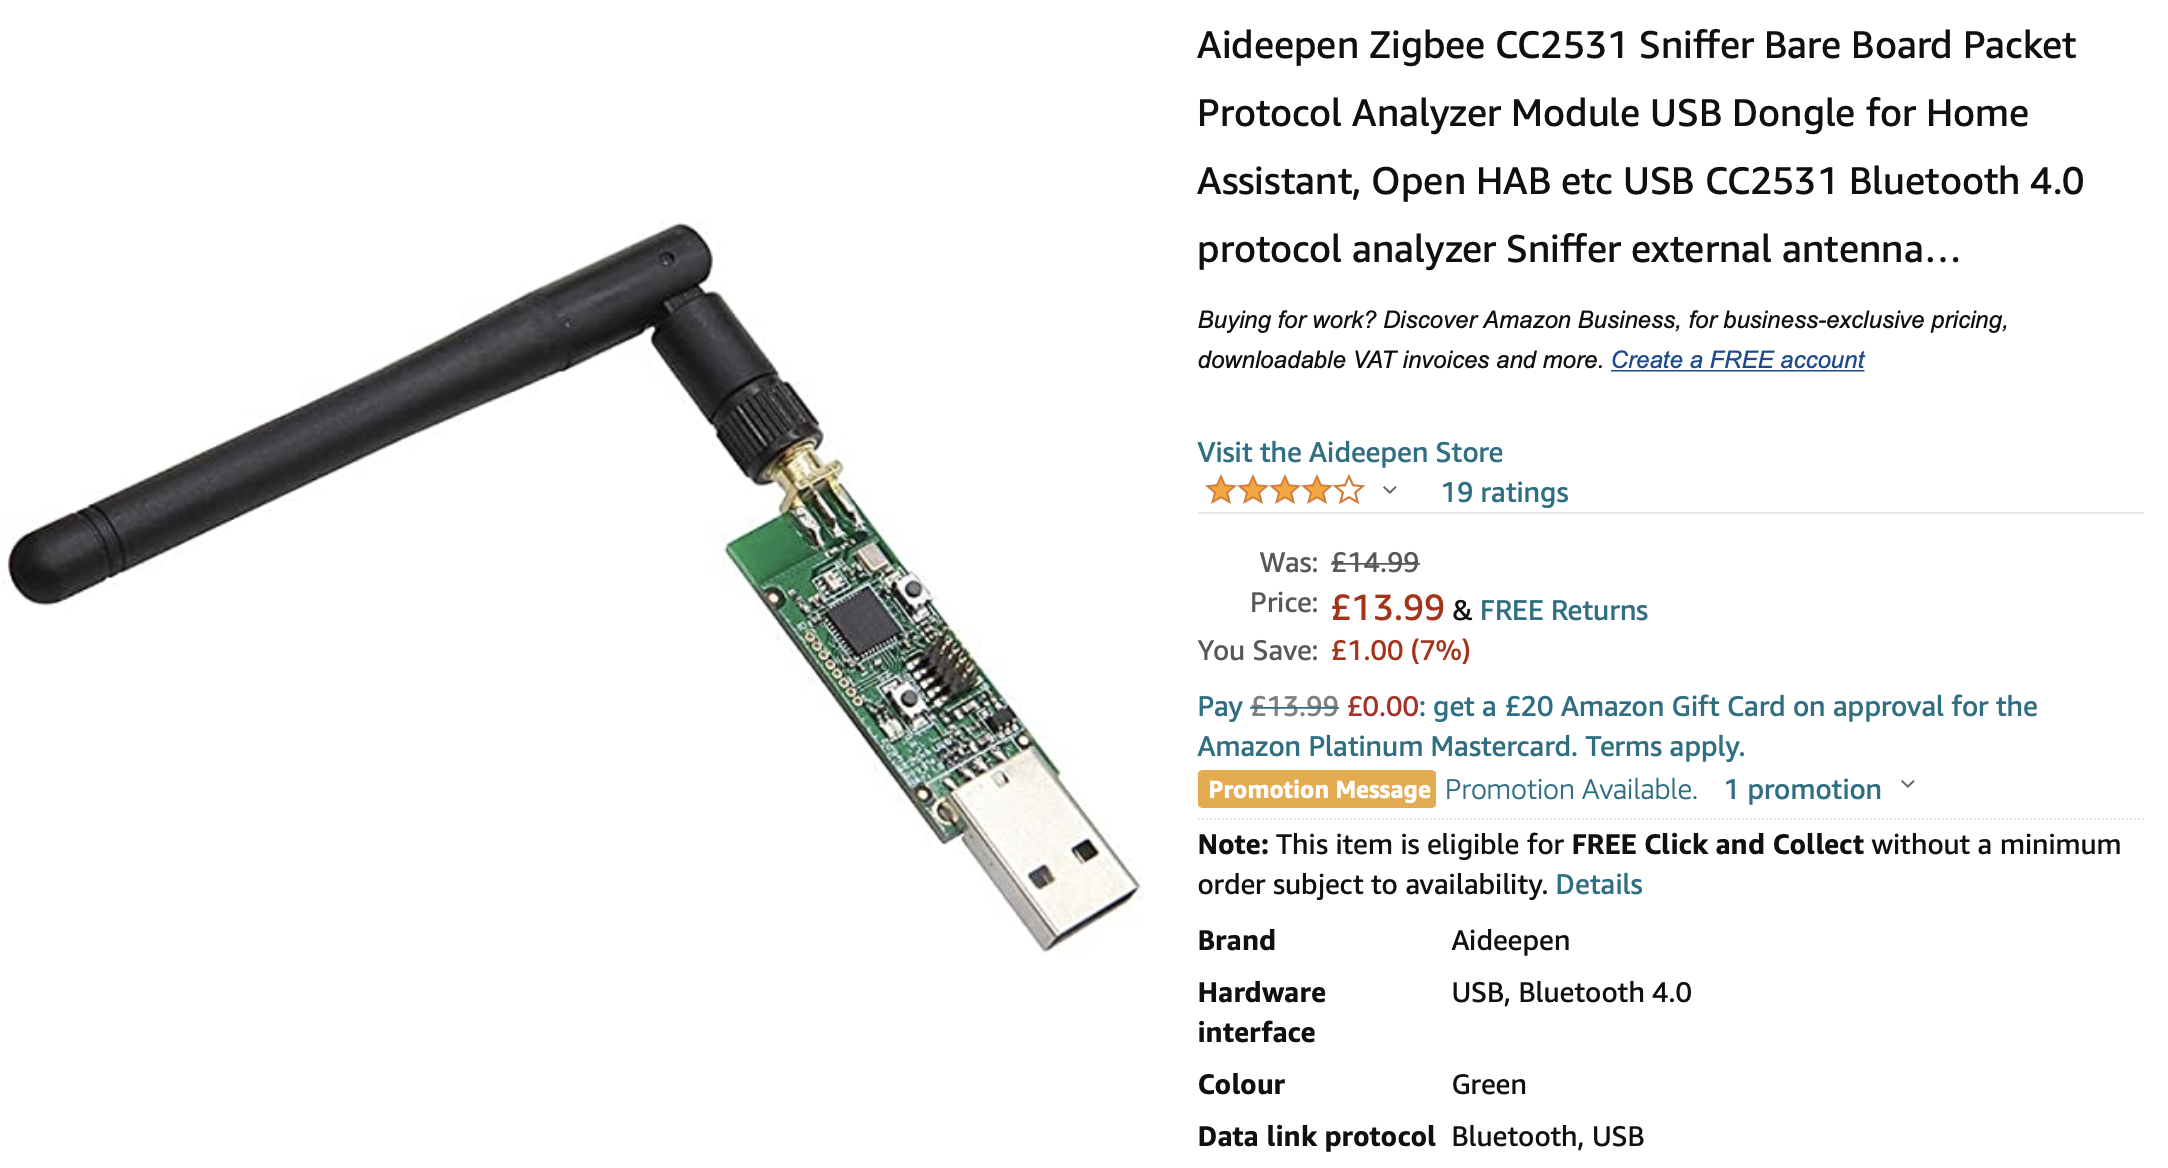 Aideepen Zigbee CC2531 Sniffer Bare Board Packet
Protocol Analyzer Module USB Dongle for Home
Assistant, Open HAB etc USB CC2531 Bluetooth 4.0
protocol analyzer Sniffer external antenna…
Buying for work? Discover Amazon Business, for business-exclusive pricing,
downloadable VAT invoices and more. Create a FREE account
Visit the Aideepen Store
19 ratings
Was: £14.99
Price: £13.99 & FREE Returns
You Save: £1.00 (7%)
Pay £13.99 £0.00: get a £20 Amazon Gift Card on approval for the
Amazon Platinum Mastercard. Terms apply.
Promotion Message Promotion Available. 1 promotion
Note: This item is eligible for FREE Click and Collect without a minimum
order subject to availability. Details
Brand Aideepen
Hardware interface USB, Bluetooth 4.0
Colour Green
Data link protocol Bluetooth, USB